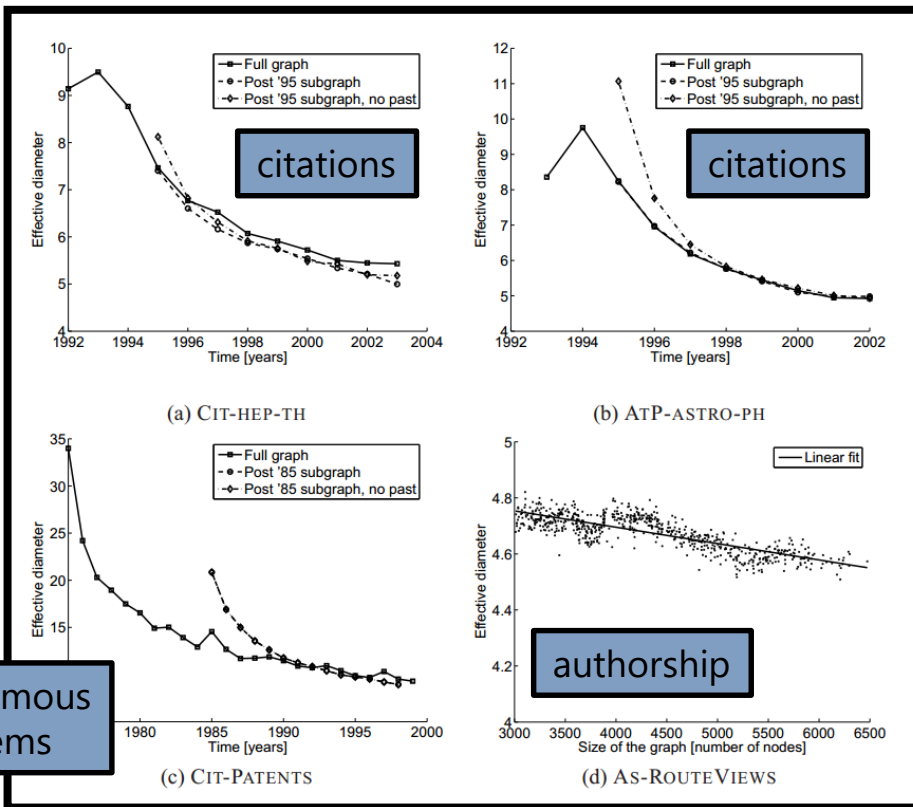 10
9
8
7
6
5
4
1992 1994 1996 1998 2000 2002 2004
Effective diameter
Time [years]
Full graph
Post '95 subgraph
Post '95 subgraph, no past
citations
(a) CIT-HEP-TH
12
11
10
9
8
7
6
5
4
1992 1994 1996 1998 2000 2002
Effective diameter
Time [years]
Full graph
Post '95 subgraph
Post '95 subgraph, no past
citations
(b) ATP-ASTRO-PH
35
30
25
20
15
1980 1985 1990 1995 2000
Effective diameter
Time [years]
Full graph
Post '85 subgraph
Post '85 subgraph, no past
mous
ems
(c) CIT-PATENTS
5
4.8
4.6
4.4
4.2
4
3000 3500 4000 4500 5000 5500 6000 6500
Effective diameter
Size of the graph [number of nodes]
Linear fit
authorship
(d) AS-ROUTEVIEWS